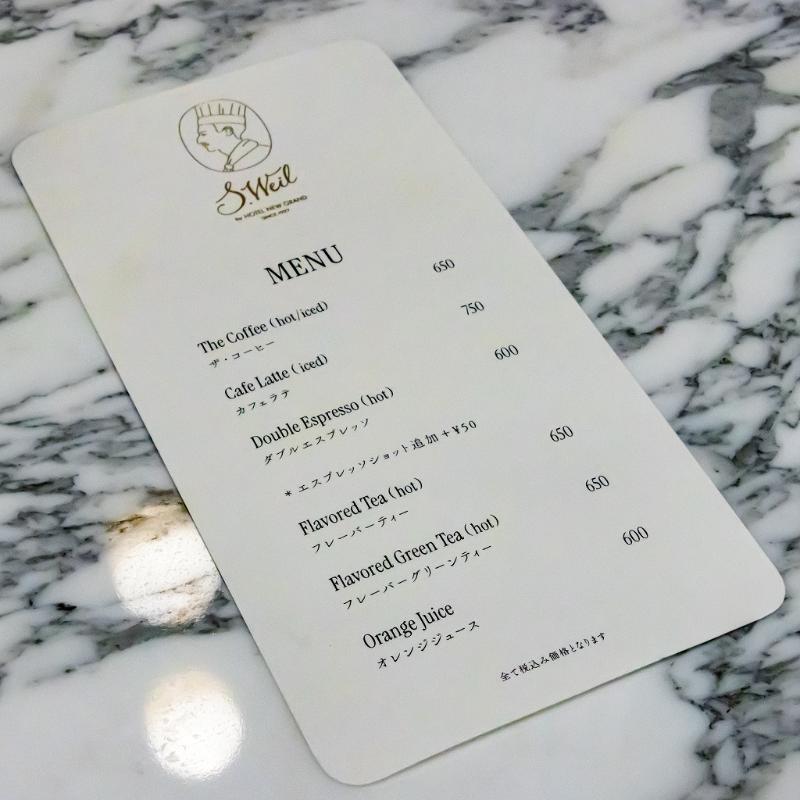 S.Weil
by HOTEL NEW GRAND
SINCE 1927
MENU
The Coffee (hot/iced) 650
ザ・コーヒー
Cafe Latte (iced) 750
カフェラテ
Double Espresso (hot) 600
ダブルエスプレッソ
* エスプレッソショット追加 +¥50
Flavored Tea (hot) 650
フレーバーティー
Flavored Green Tea (hot) 650
フレーバーグリーンティー
Orange Juice 600
オレンジジュース
全て税込み価格となります